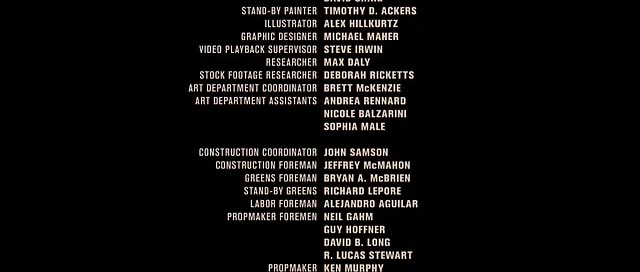 STAND-BY PAINTER TIMOTHY D. ACKERS
ILLUSTRATOR ALEX HILLKURTZ
GRAPHIC DESIGNER MICHAEL MAHER
VIDEO PLAYBACK SUPERVISOR STEVE IRWIN
RESEARCHER MAX DALY
STOCK FOOTAGE RESEARCHER DEBORAH RICKETTS
ART DEPARTMENT COORDINATOR BRETT McKENZIE
ART DEPARTMENT ASSISTANTS ANDREA RENNARD
NICOLE BALZARINI
SOPHIA MALE
CONSTRUCTION COORDINATOR JOHN SAMSON
CONSTRUCTION FOREMAN JEFFREY McMAHON
GREENS FOREMAN BRYAN A. McBRIEN
STAND-BY GREENS RICHARD LEPORE
LABOR FOREMAN ALEJANDRO AGUILAR
PROPMAKER FOREMEN NEIL GAHM
GUY HOFFNER
DAVID B. LONG
R. LUCAS STEWART
PROPMAKER KEN MURPHY